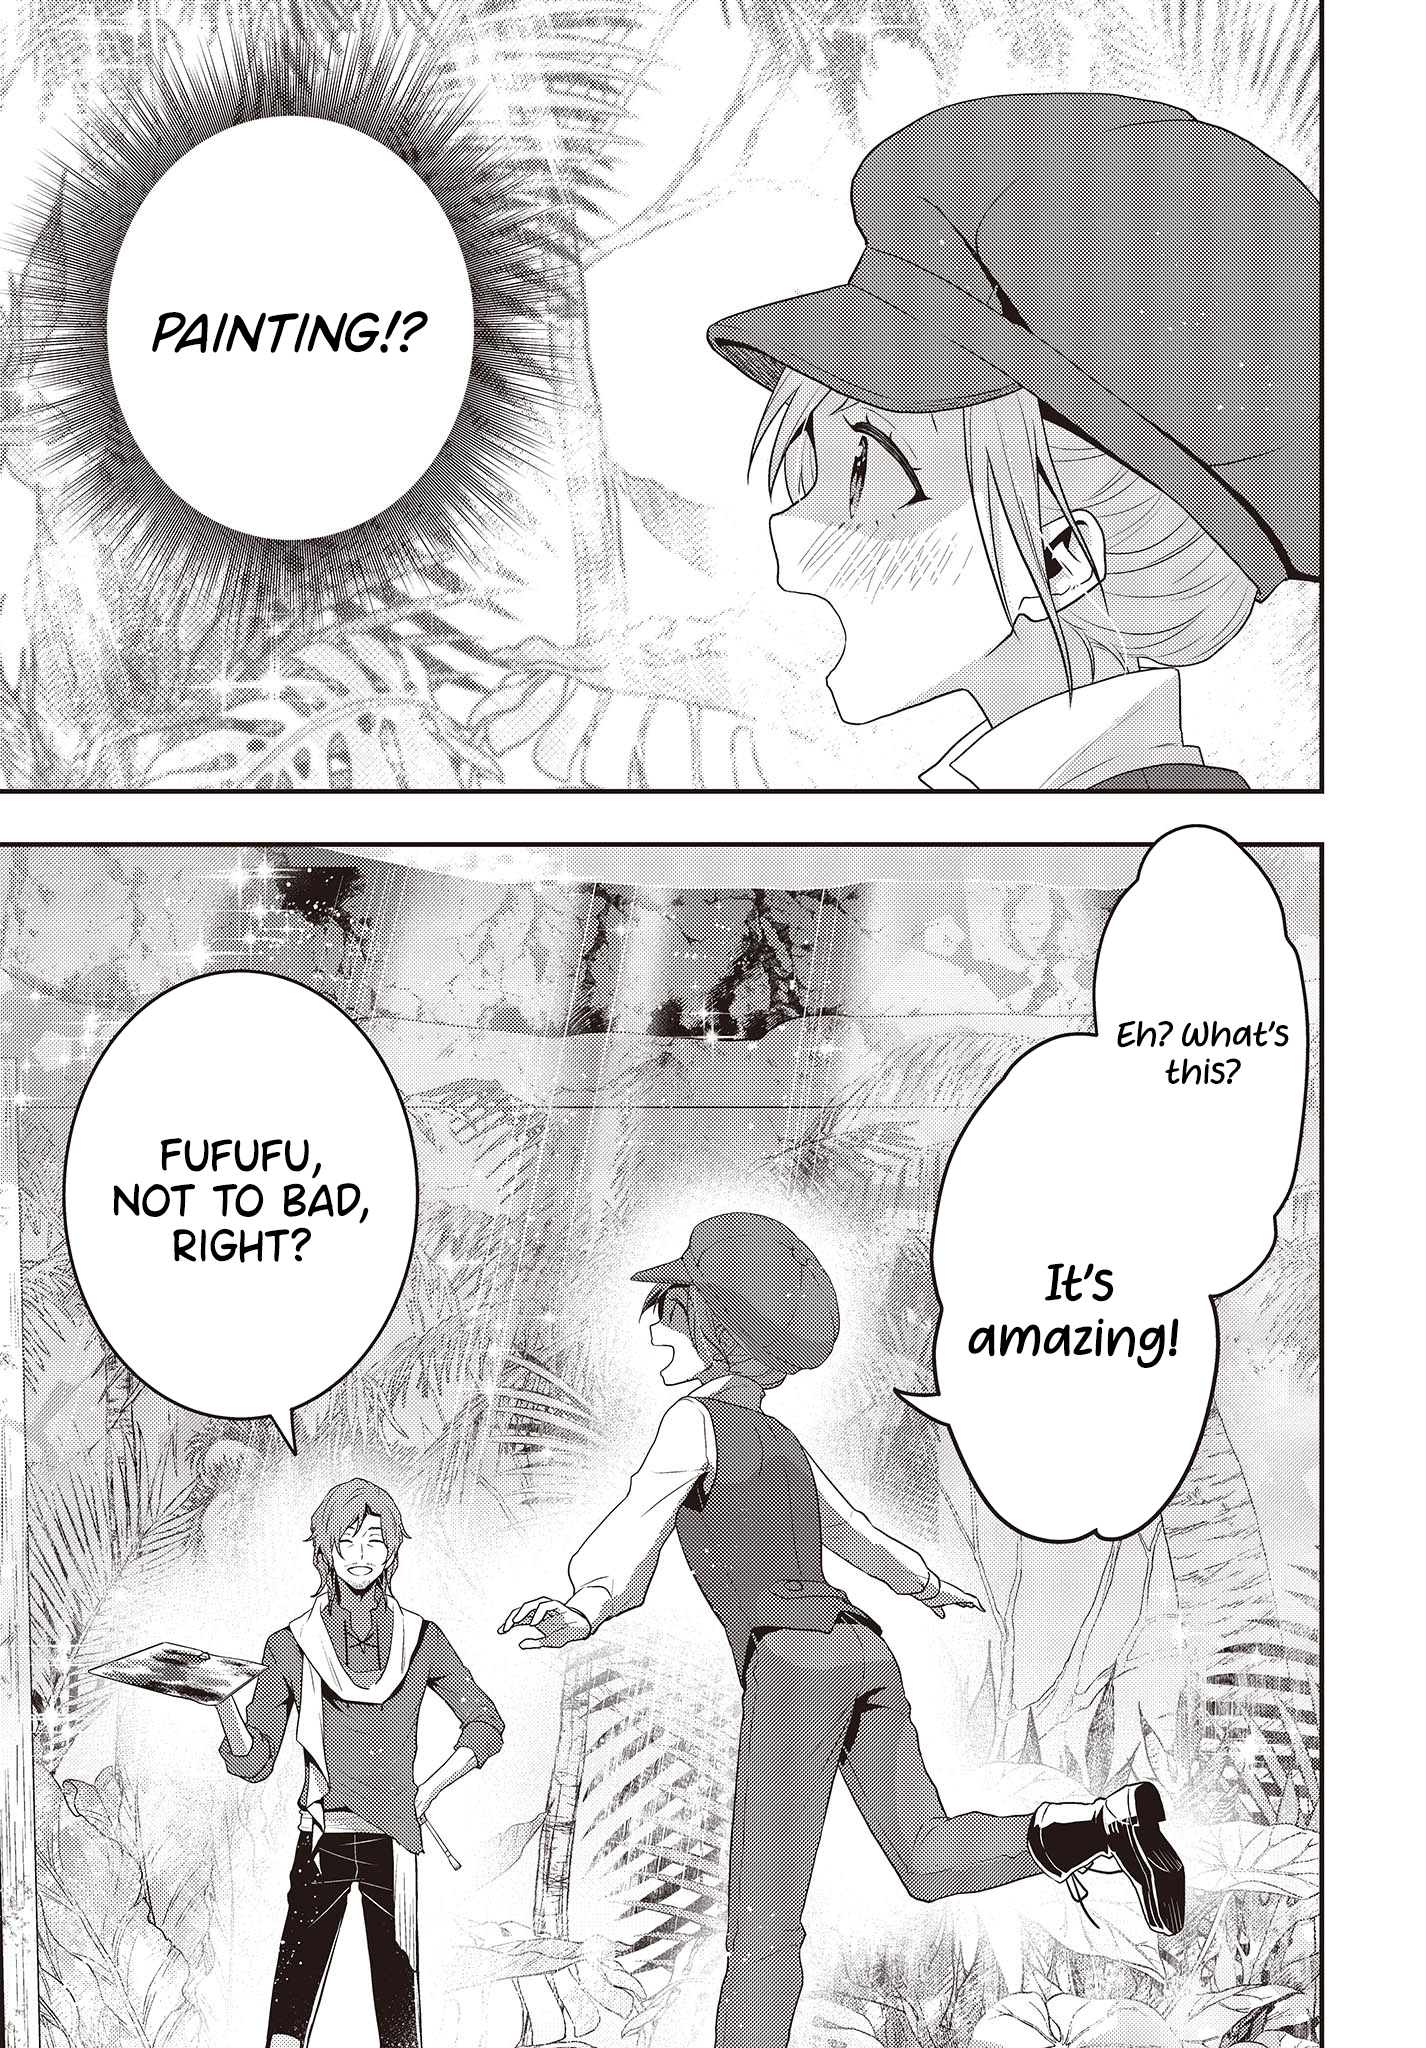 PAINTING!?
Eh? What's
this?
It's
amazing!
FUFUFU,
NOT TO BAD,
RIGHT?